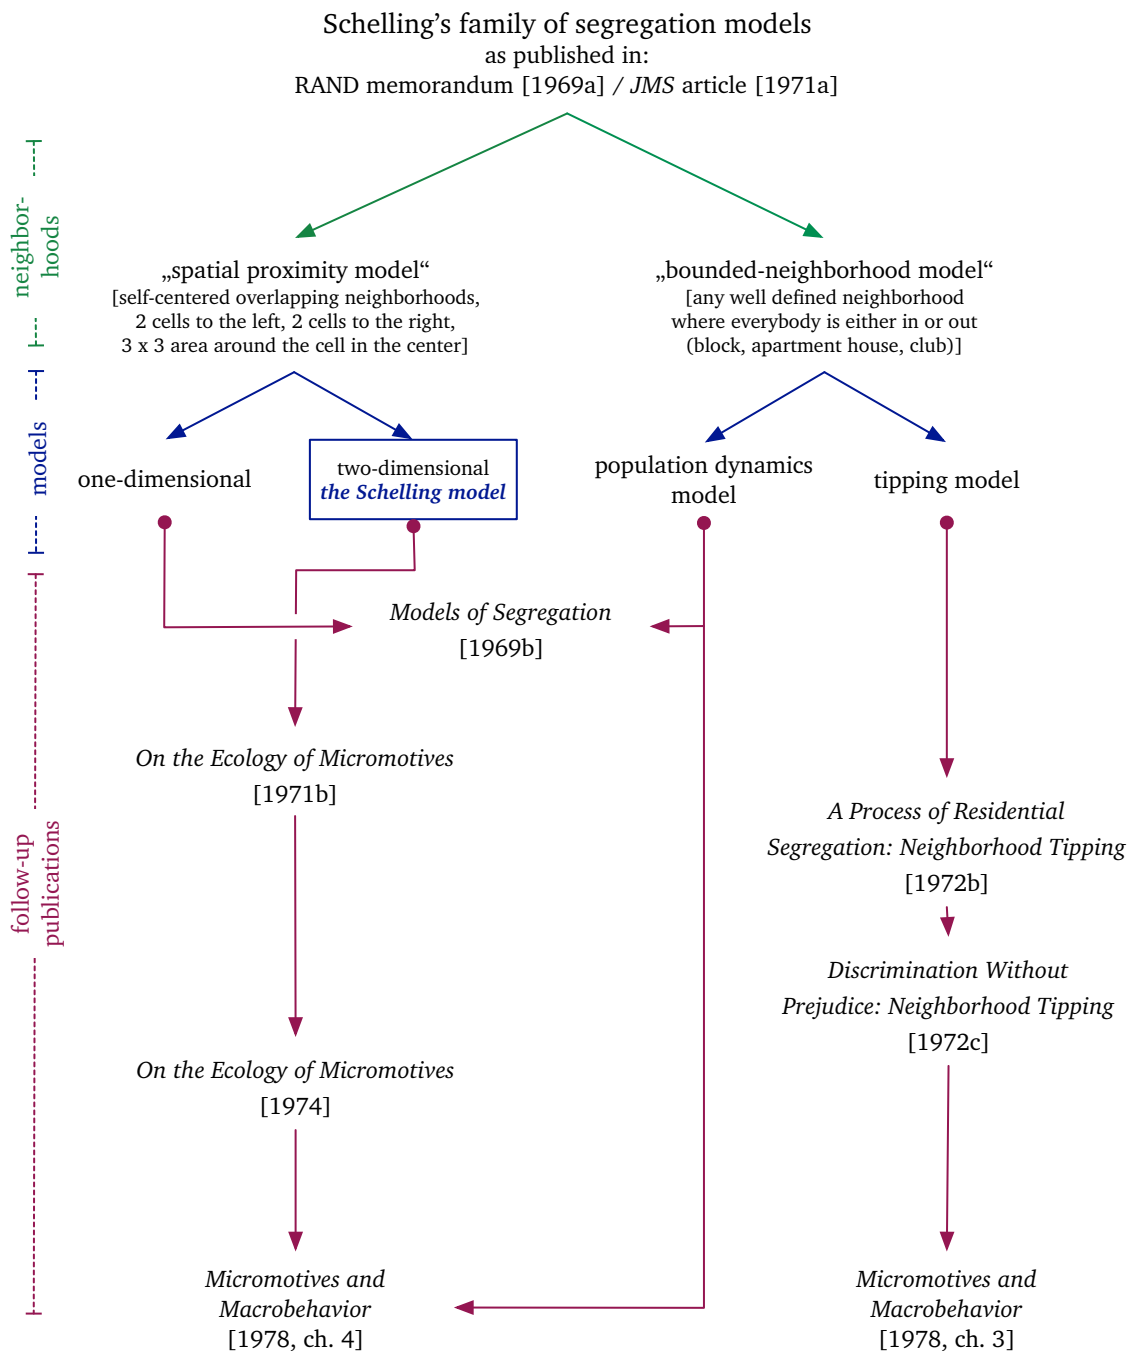 Schelling’s family of segregation models
as published in:
RAND memorandum [1969a] / JMS article [1971a]
neighbor-
hoods
„spatial proximity model“
[self-centered overlapping neighborhoods,
2 cells to the left, 2 cells to the right,
3 x 3 area around the cell in the center]
„bounded-neighborhood model“
[any well defined neighborhood
where everybody is either in or out
(block, apartment house, club)]
models
one-dimensional
two-dimensional
the Schelling model
population dynamics
model
tipping model
follow-up
publications
Models of Segregation
[1969b]
On the Ecology of Micromotives
[1971b]
A Process of Residential
Segregation: Neighborhood Tipping
[1972b]
Discrimination Without
Prejudice: Neighborhood Tipping
[1972c]
On the Ecology of Micromotives
[1974]
Micromotives and
Macrobehavior
[1978, ch. 4]
Micromotives and
Macrobehavior
[1978, ch. 3]